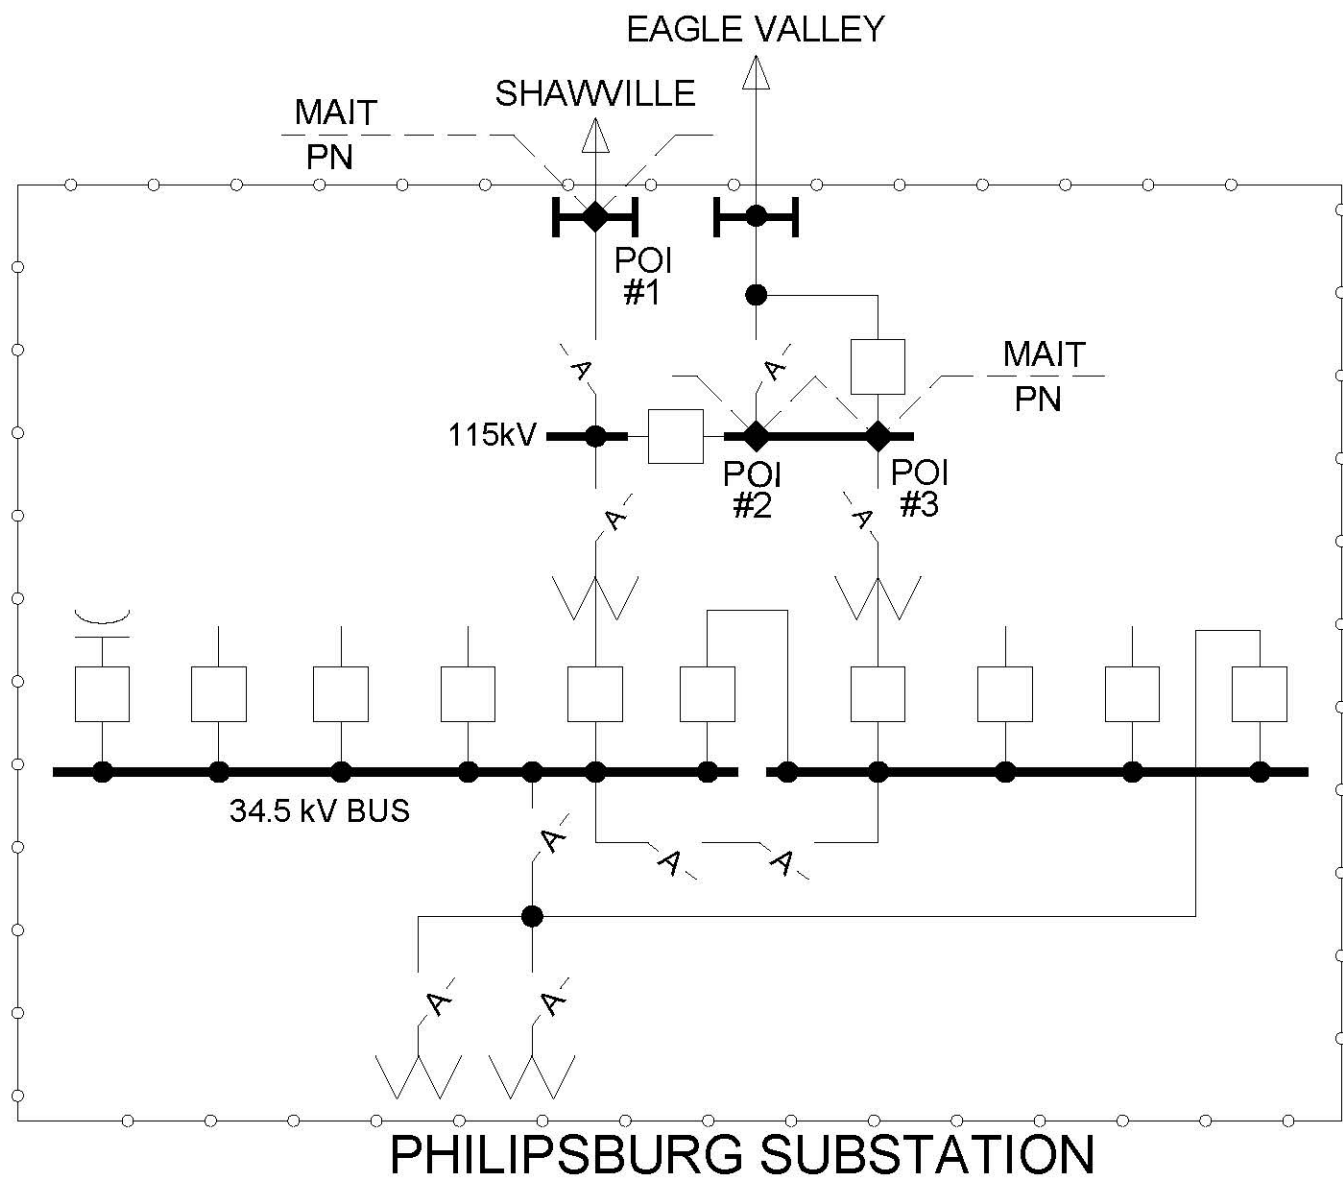 EAGLE VALLEY
SHAWVILLE
MAIT
PN
POI
#1
A
A
MAIT
PN
115kV
POI
#2
POI
#3
A
A
34.5 kV BUS
A
A
A
A
A
PHILIPSBURG SUBSTATION